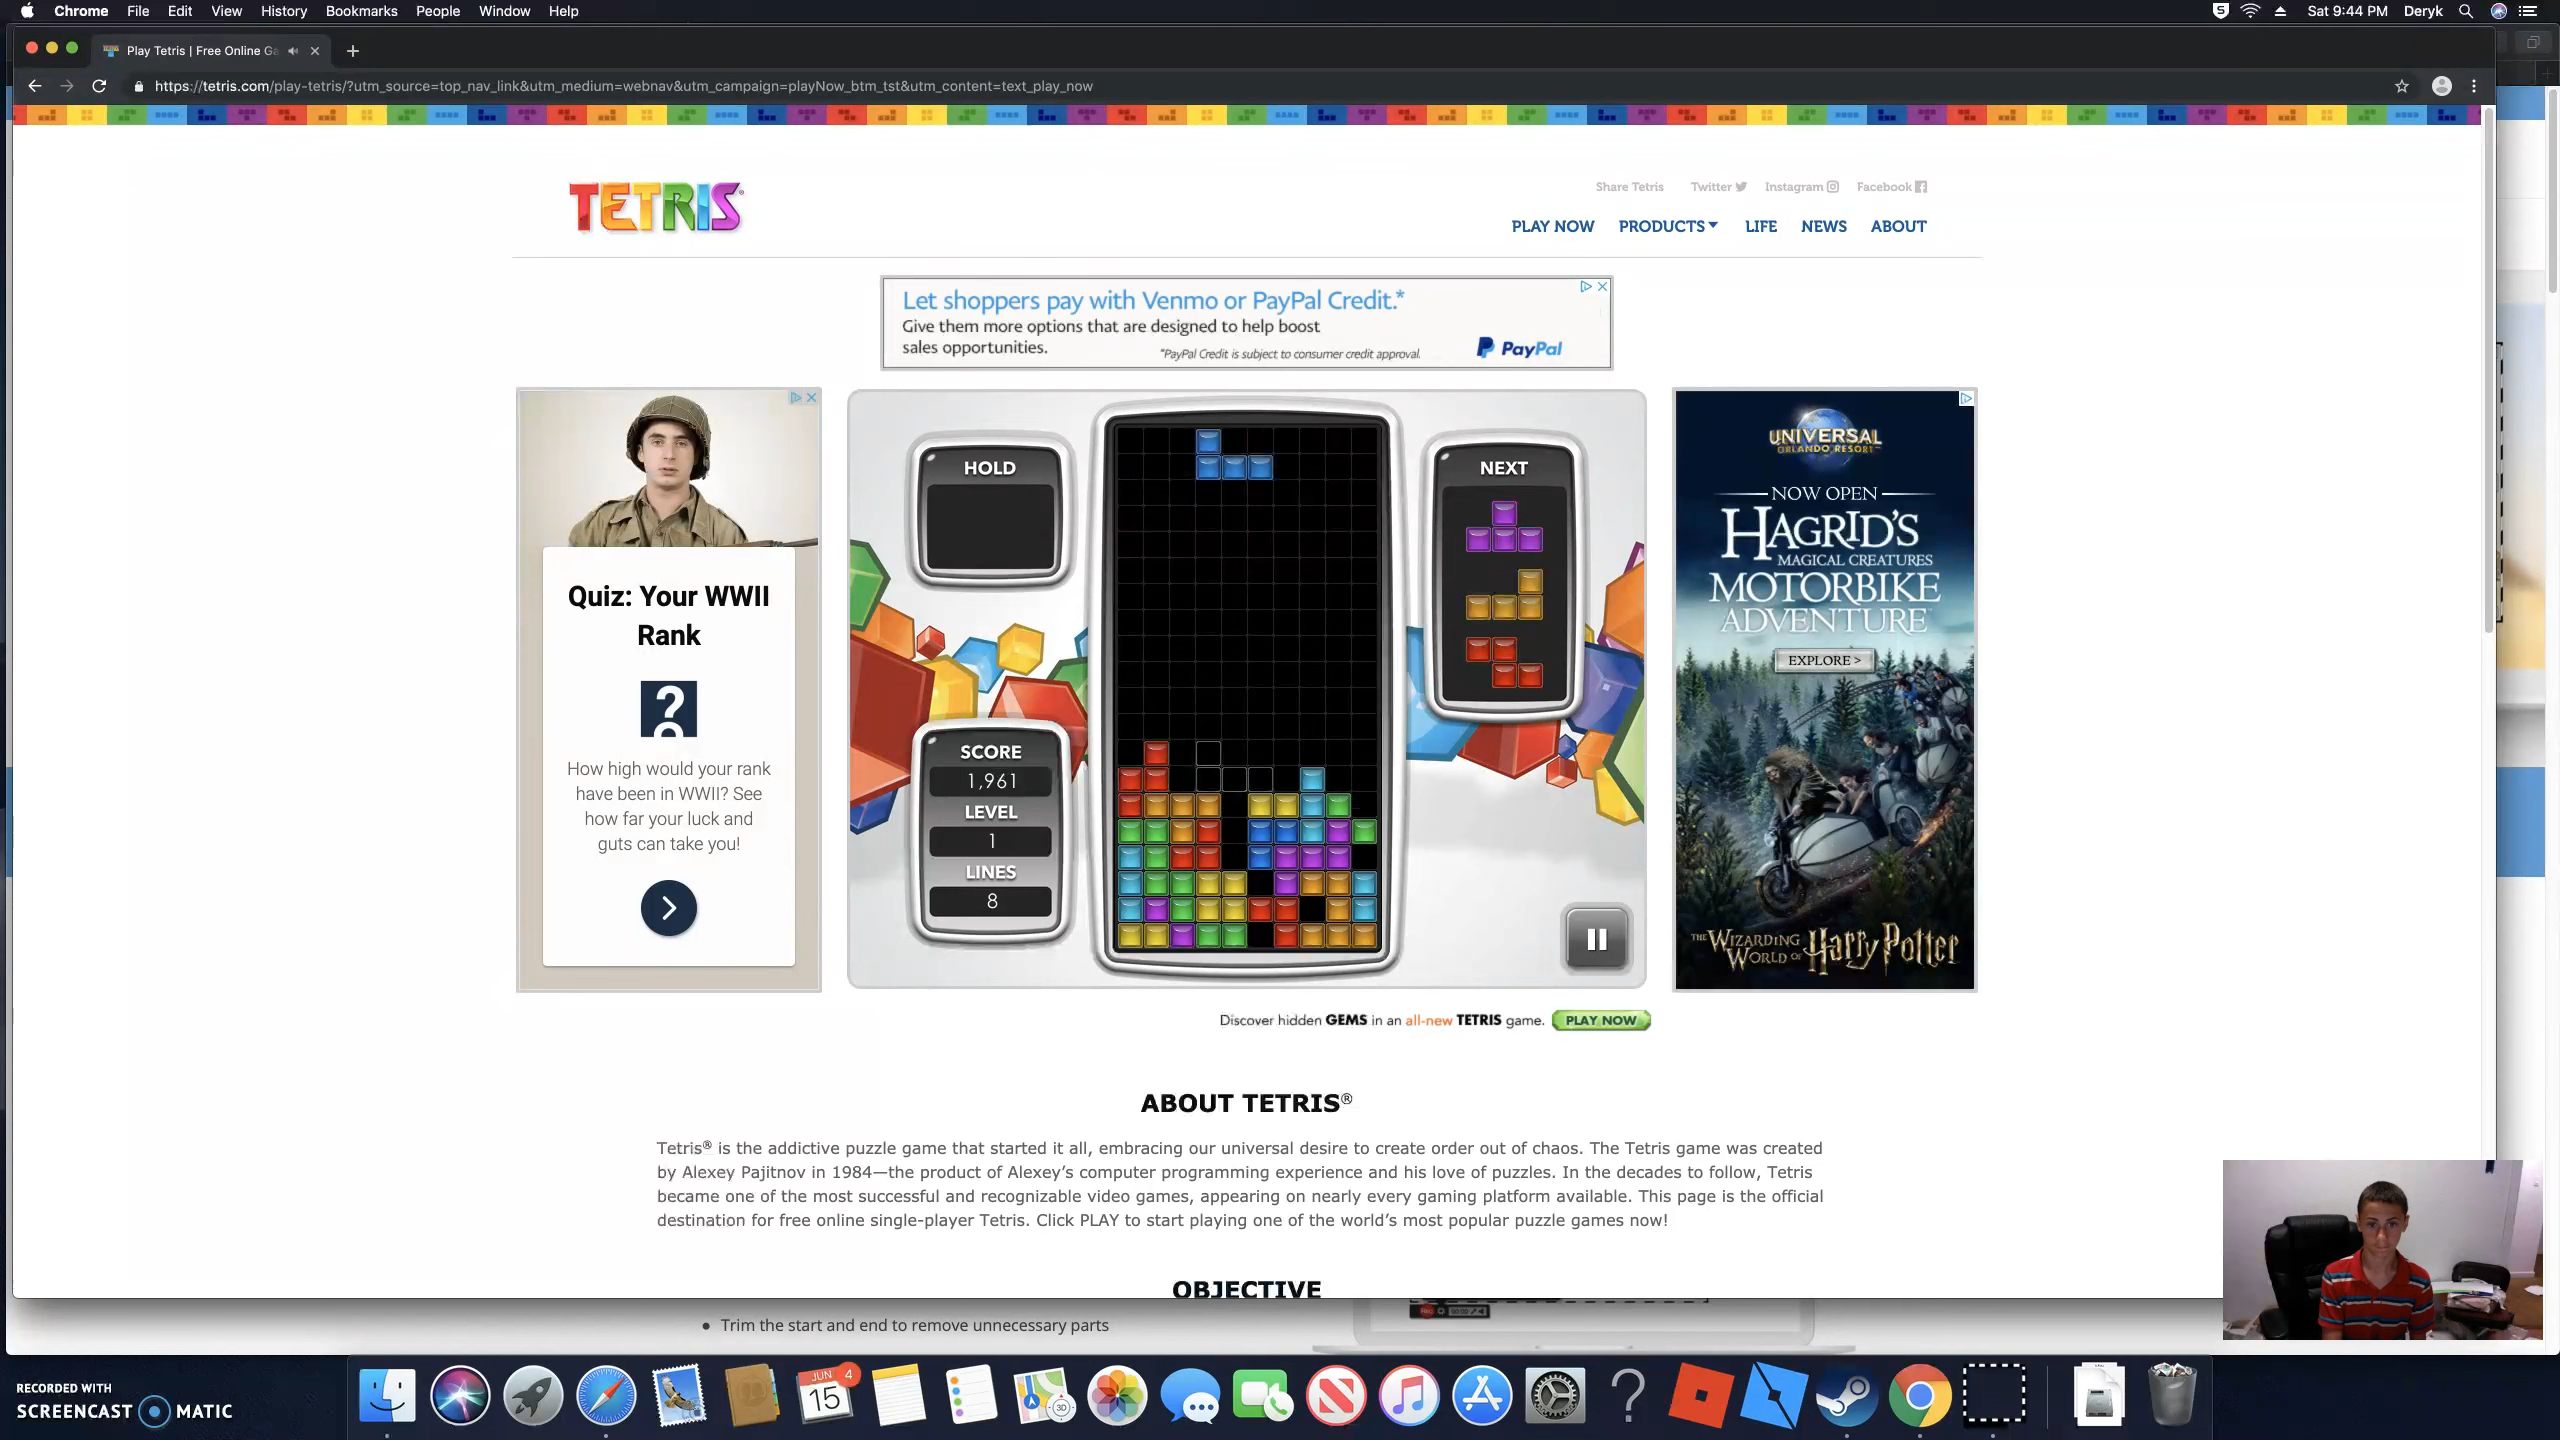 Chrome File Edit View History Bookmarks People Window Help
Sat 9:44 PM Deryk
Play Tetris | Free Online Ga
https://tetris.com/play-tetris/?utm_source=top_nav_link&utm_medium=webnav&utm_campaign=playNow_btm_tst&utm_content=text_play_now
TETRIS
Share Tetris Twitter Instagram Facebook
PLAY NOW PRODUCTS LIFE NEWS ABOUT
Let shoppers pay with Venmo or PayPal Credit.*
Give them more options that are designed to help boost
sales opportunities.
*PayPal Credit is subject to consumer credit approval.
PayPal
Quiz: Your WWII
Rank
?
How high would your rank
have been in WWII? See
how far your luck and
guts can take you!
HOLD
SCORE
1,961
LEVEL
1
LINES
8
NEXT
UNIVERSAL
ORLANDO RESORT
NOW OPEN
HAGRID'S
MAGICAL CREATURES
MOTORBIKE
ADVENTURE
EXPLORE >
THE WIZARDING
WORLD OF Harry Potter
Discover hidden GEMS in an all-new TETRIS game. PLAY NOW
ABOUT TETRIS®
Tetris® is the addictive puzzle game that started it all, embracing our universal desire to create order out of chaos. The Tetris game was created
by Alexey Pajitnov in 1984—the product of Alexey's computer programming experience and his love of puzzles. In the decades to follow, Tetris
became one of the most successful and recognizable video games, appearing on nearly every gaming platform available. This page is the official
destination for free online single-player Tetris. Click PLAY to start playing one of the world's most popular puzzle games now!
OBJECTIVE
• Trim the start and end to remove unnecessary parts
RECORDED WITH
SCREENCAST MATIC
JUN 4
15
3D
?